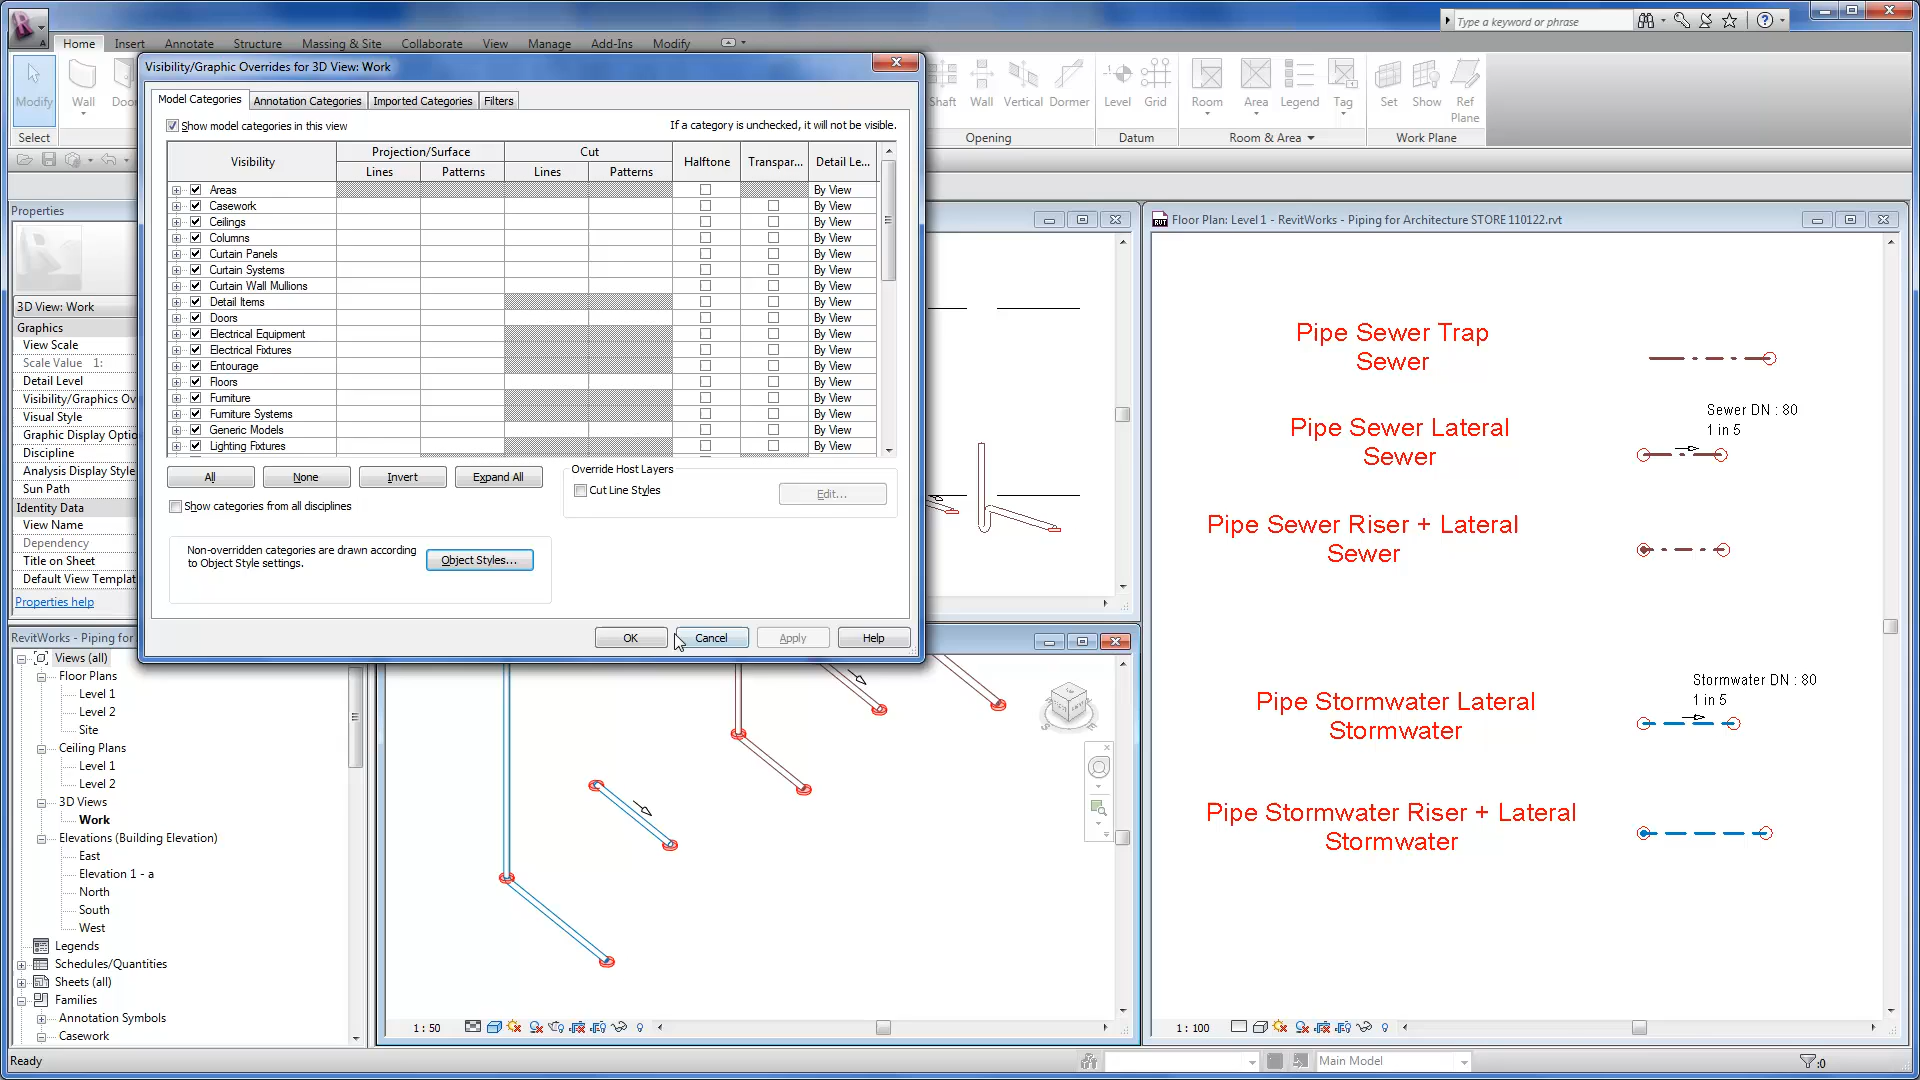 Type a keyword or phrase
Home Insert Annotate Structure Massing & Site Collaborate View Manage Add-Ins Modify
Modify Wall Shaft Wall Vertical Dormer Level Grid Room Area Legend Tag Set Show Ref Plane
Select Opening Datum Room & Area Work Plane
Visibility/Graphic Overrides for 3D View: Work
Model Categories Annotation Categories Imported Categories Filters
Show model categories in this view
If a category is unchecked, it will not be visible.
Visibility Projection/Surface Cut Halftone Transpar... Detail Le...
Lines Patterns Lines Patterns
Areas By View
Casework By View
Ceilings By View
Columns By View
Curtain Panels By View
Curtain Systems By View
Curtain Wall Mullions By View
Detail Items By View
Doors By View
Electrical Equipment By View
Electrical Fixtures By View
Entourage By View
Floors By View
Furniture By View
Furniture Systems By View
Generic Models By View
Lighting Fixtures By View
All None Invert Expand All
Show categories from all disciplines
Override Host Layers
Cut Line Styles
Edit...
Non-overridden categories are drawn according
to Object Style settings.
Object Styles...
OK Cancel Apply Help
Properties
3D View: Work
Graphics
View Scale
Scale Value 1:
Detail Level
Visibility/Graphics Ov
Visual Style
Graphic Display Optio
Discipline
Analysis Display Style
Sun Path
Identity Data
View Name
Dependency
Title on Sheet
Default View Templat
Properties help
RevitWorks - Piping for
Views (all)
Floor Plans
Level 1
Level 2
Site
Ceiling Plans
Level 1
Level 2
3D Views
Work
Elevations (Building Elevation)
East
Elevation 1 - a
North
South
West
Legends
Schedules/Quantities
Sheets (all)
Families
Annotation Symbols
Casework
1 : 50
Floor Plan: Level 1 - RevitWorks - Piping for Architecture STORE 110122.rvt
Pipe Sewer Trap
Sewer
Sewer DN : 80
1 in 5
Pipe Sewer Lateral
Sewer
Pipe Sewer Riser + Lateral
Sewer
Stormwater DN : 80
1 in 5
Pipe Stormwater Lateral
Stormwater
Pipe Stormwater Riser + Lateral
Stormwater
1 : 100
Ready
Main Model
:0